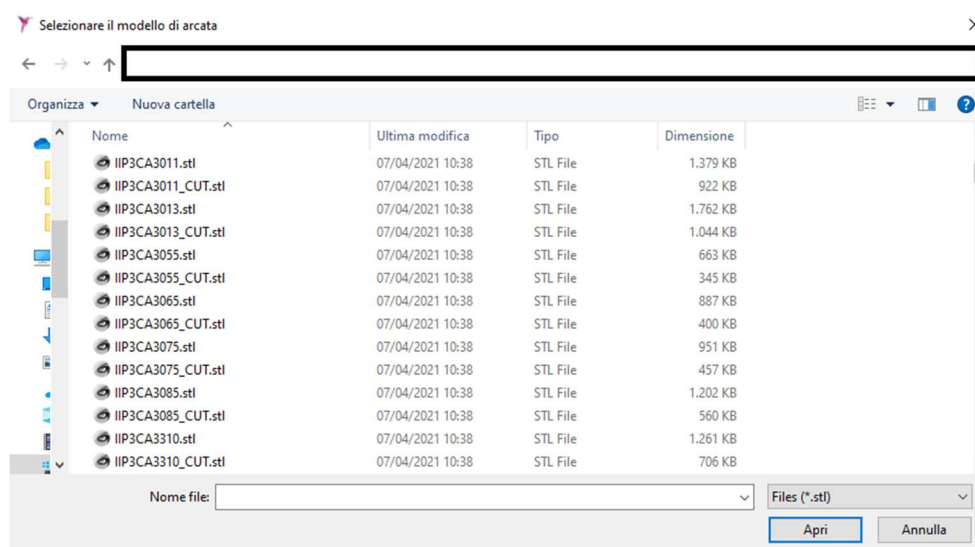 Selezionare il modello di arcata
Organizza Nuova cartella
Nome Ultima modifica Tipo Dimensione
IIP3CA3011.stl 07/04/2021 10:38 STL File 1.379 KB
IIP3CA3011_CUT.stl 07/04/2021 10:38 STL File 922 KB
IIP3CA3013.stl 07/04/2021 10:38 STL File 1.762 KB
IIP3CA3013_CUT.stl 07/04/2021 10:38 STL File 1.044 KB
IIP3CA3055.stl 07/04/2021 10:38 STL File 663 KB
IIP3CA3055_CUT.stl 07/04/2021 10:38 STL File 345 KB
IIP3CA3065.stl 07/04/2021 10:38 STL File 887 KB
IIP3CA3065_CUT.stl 07/04/2021 10:38 STL File 400 KB
IIP3CA3075.stl 07/04/2021 10:38 STL File 951 KB
IIP3CA3075_CUT.stl 07/04/2021 10:38 STL File 457 KB
IIP3CA3085.stl 07/04/2021 10:38 STL File 1.202 KB
IIP3CA3085_CUT.stl 07/04/2021 10:38 STL File 560 KB
IIP3CA3310.stl 07/04/2021 10:38 STL File 1.261 KB
IIP3CA3310_CUT.stl 07/04/2021 10:38 STL File 706 KB
Nome file: Files (*.stl)
Apri Annulla